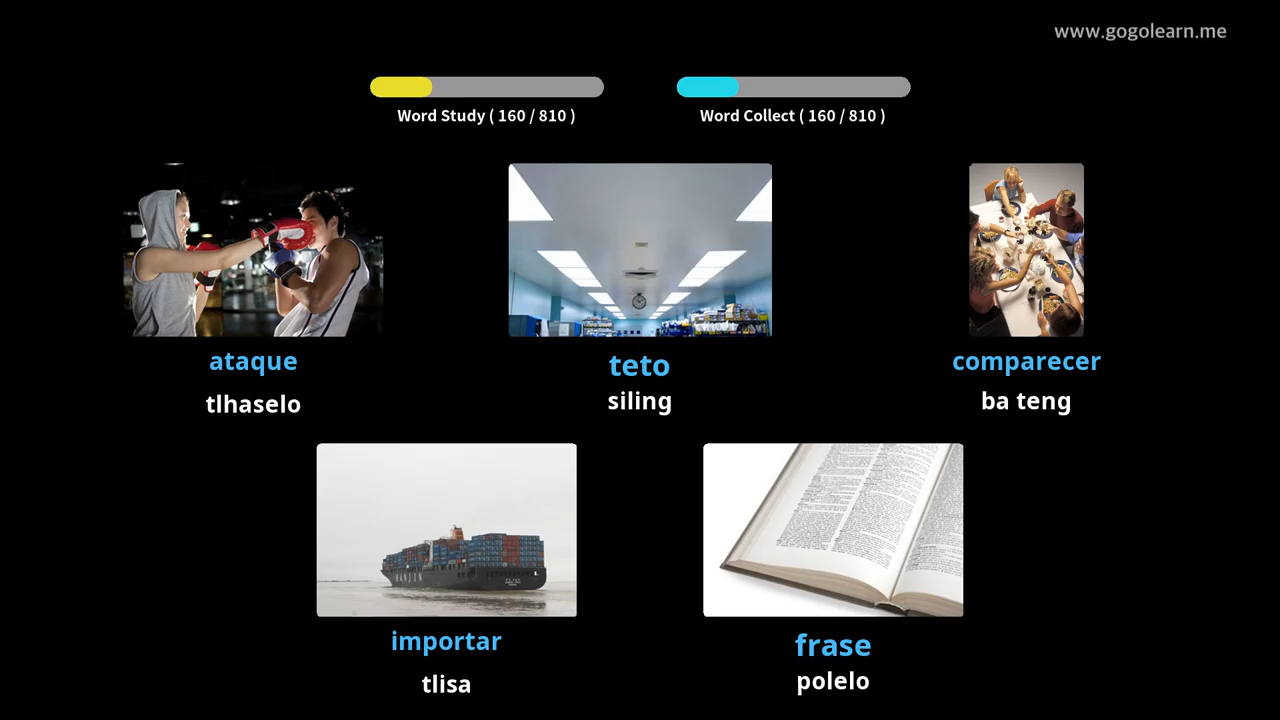 www.gogolearn.me
Word Study ( 160 / 810 )
Word Collect ( 160 / 810 )
ataque
tlhaselo
teto
siling
comparecer
ba teng
importar
tlisa
frase
polelo